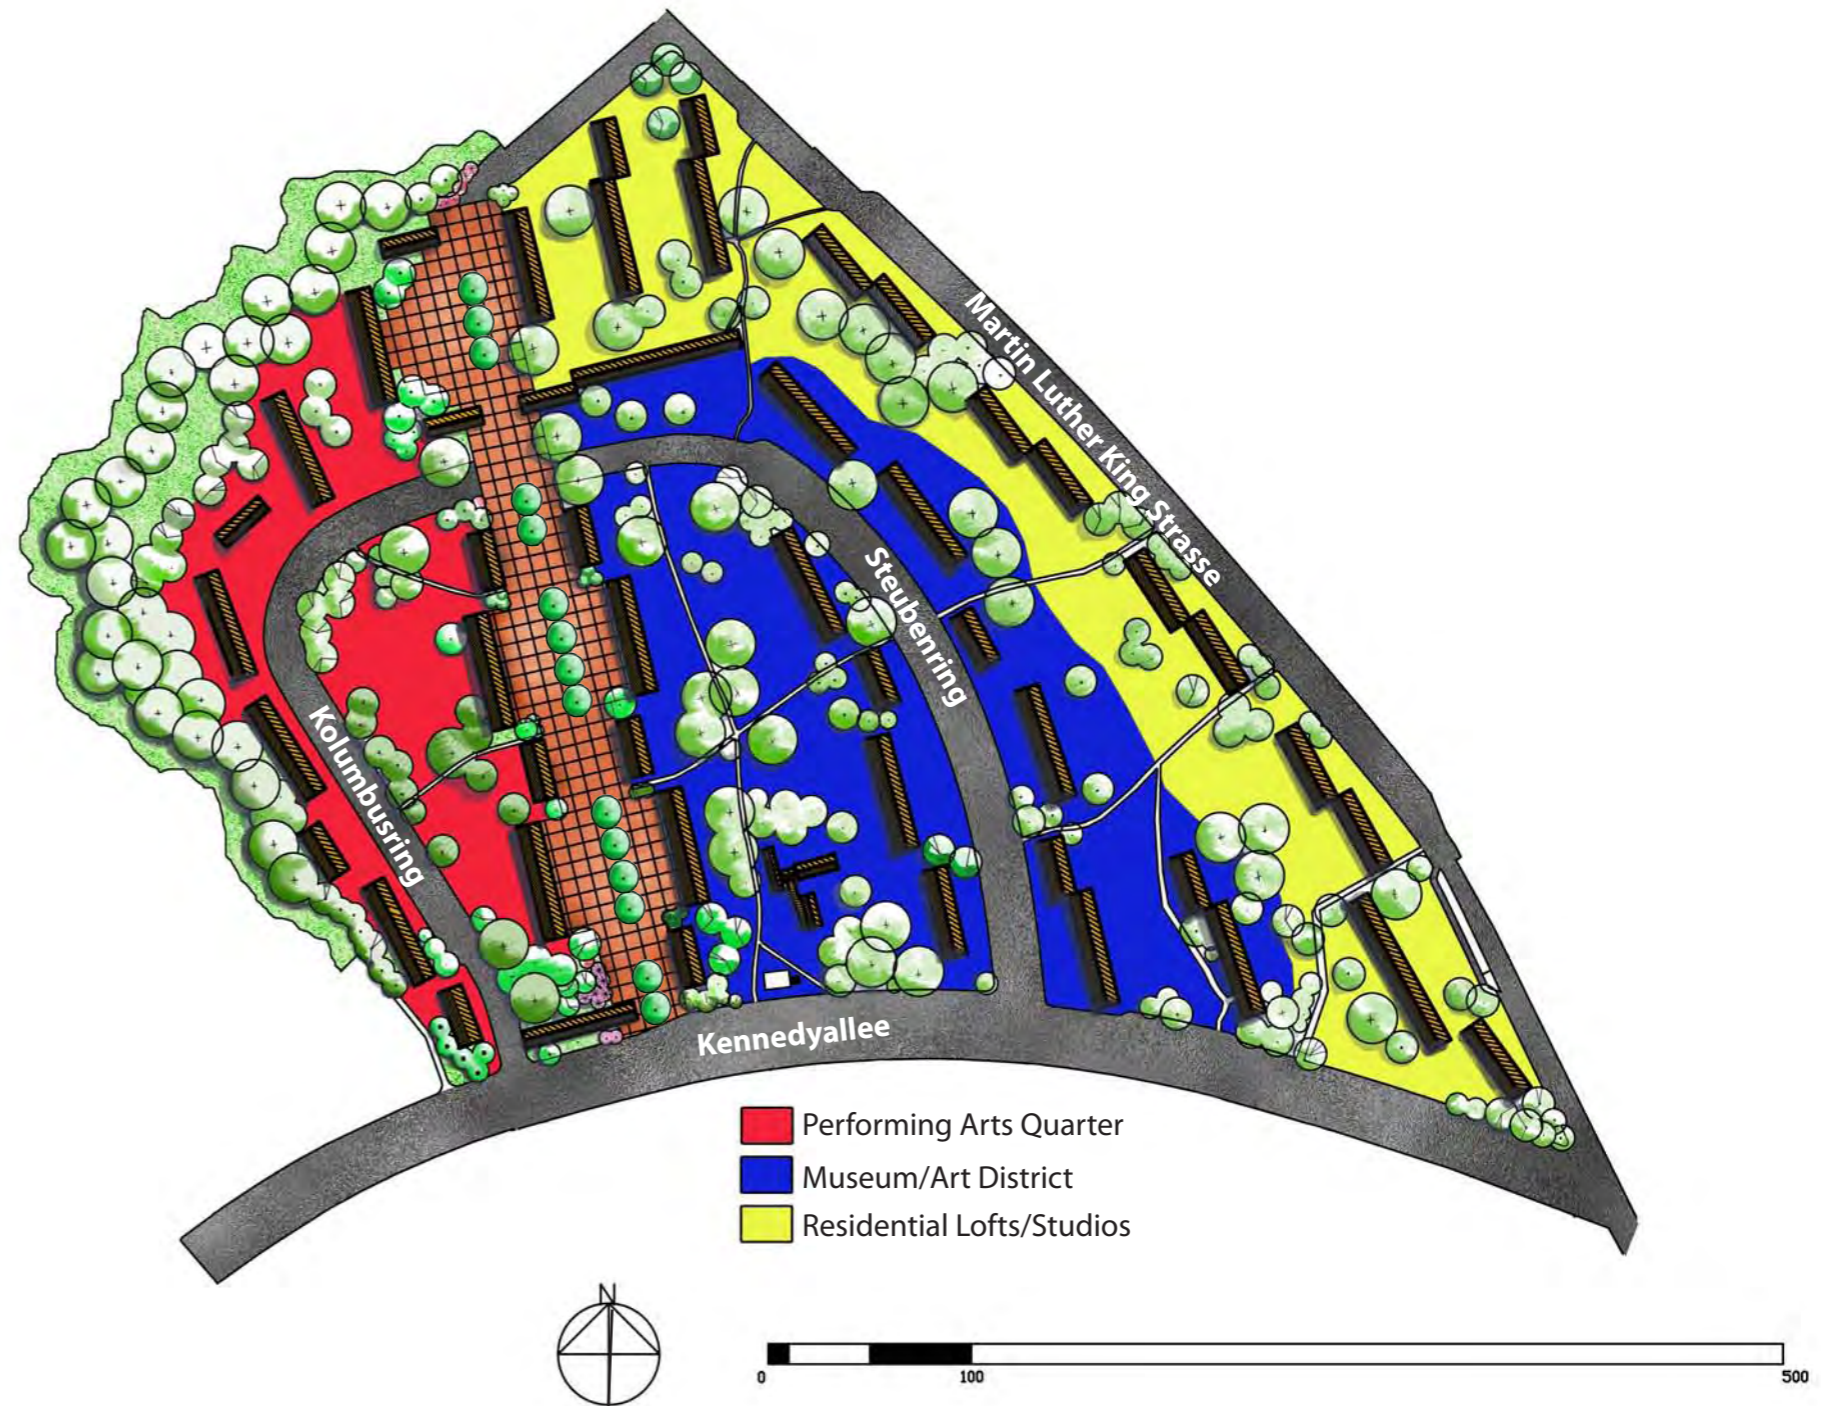 Martin Luther King Strasse
Steubenring
Kolumbusring
Kennedyallee
Performing Arts Quarter
Museum/Art District
Residential Lofts/Studios
N
0 100 500